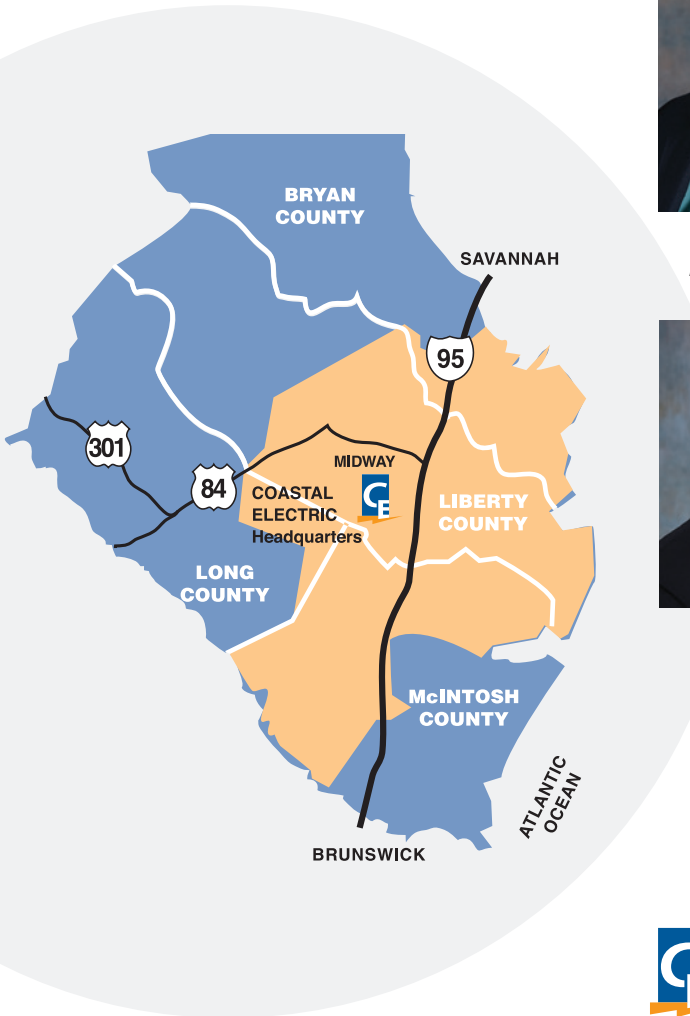 BRYAN
COUNTY
SAVANNAH
95
301
84
MIDWAY
COASTAL
ELECTRIC
Headquarters
CE
LIBERTY
COUNTY
LONG
COUNTY
McINTOSH
COUNTY
ATLANTIC
OCEAN
BRUNSWICK